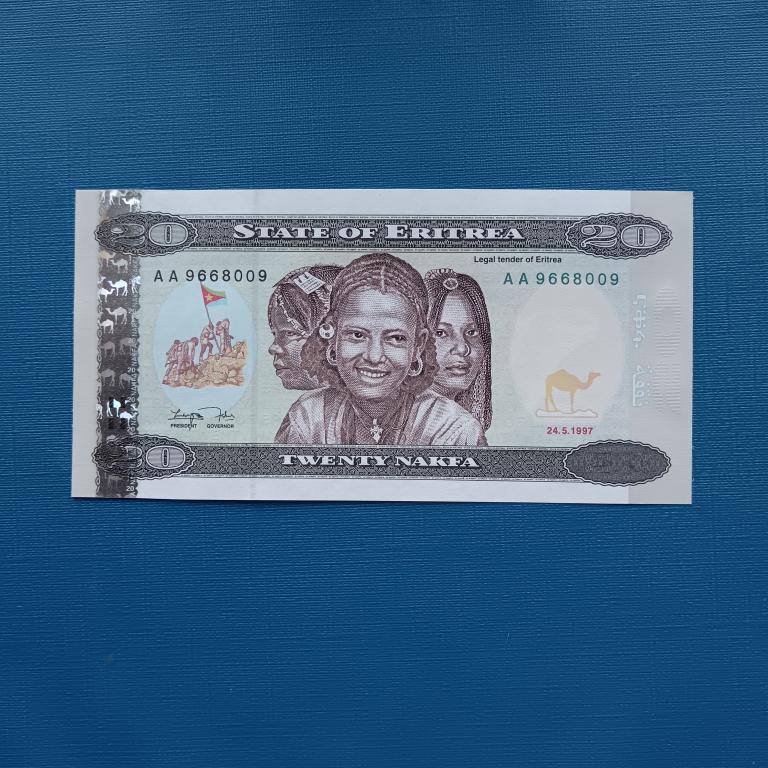 20 STATE OF ERITREA 20
Legal tender of Eritrea
AA 9668009 AA 9668009
20
PRESIDENT GOVERNOR
24.5.1997
TWENTY NAKFA
20